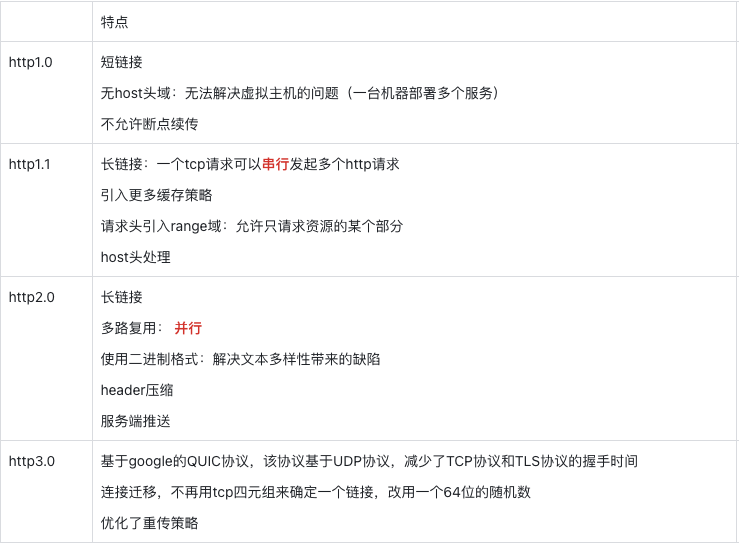 特点
http1.0
短链接
无host头域：无法解决虚拟主机的问题（一台机器部署多个服务）
不允许断点续传
http1.1
长链接：一个tcp请求可以串行发起多个http请求
引入更多缓存策略
请求头引入range域：允许只请求资源的某个部分
host头处理
http2.0
长链接
多路复用： 并行
使用二进制格式：解决文本多样性带来的缺陷
header压缩
服务端推送
http3.0
基于google的QUIC协议，该协议基于UDP协议，减少了TCP协议和TLS协议的握手时间
连接迁移，不再用tcp四元组来确定一个链接，改用一个64位的随机数
优化了重传策略